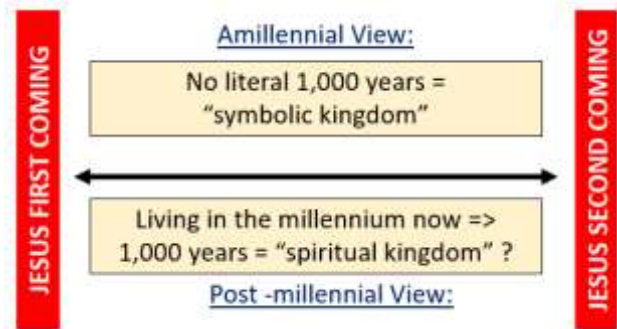 JESUS FIRST COMING
Amillennial View:
No literal 1,000 years =
“symbolic kingdom”
Living in the millennium now =>
1,000 years = “spiritual kingdom” ?
Post -millennial View:
JESUS SECOND COMING